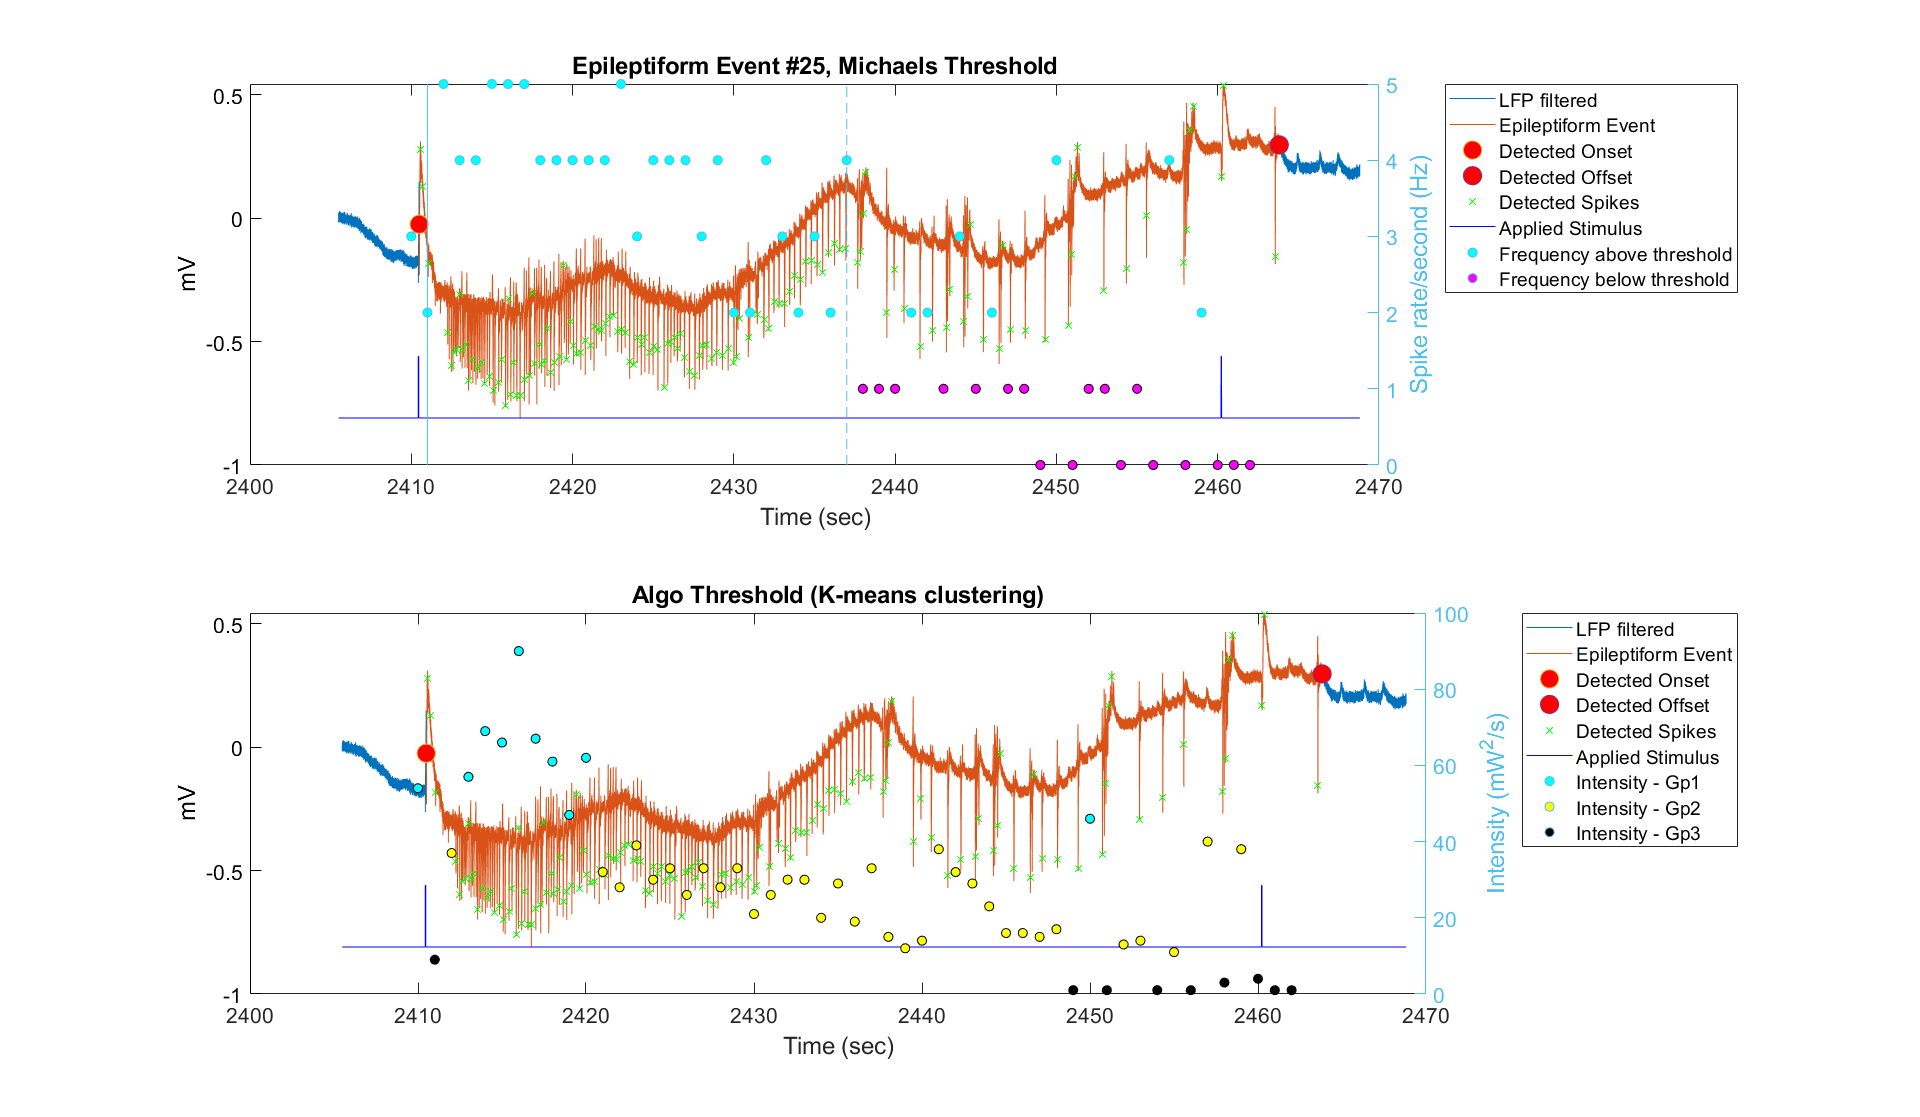 Epileptiform Event #25, Michaels Threshold
0.5
0
-0.5
-1
mV
5
4
3
2
1
0
Spike rate/second (Hz)
2400 2410 2420 2430 2440 2450 2460 2470
Time (sec)
LFP filtered
Epileptiform Event
Detected Onset
Detected Offset
Detected Spikes
Applied Stimulus
Frequency above threshold
Frequency below threshold
Algo Threshold (K-means clustering)
0.5
0
-0.5
-1
mV
100
80
60
40
20
0
Intensity (mW²/s)
2400 2410 2420 2430 2440 2450 2460 2470
Time (sec)
LFP filtered
Epileptiform Event
Detected Onset
Detected Offset
Detected Spikes
Applied Stimulus
Intensity - Gp1
Intensity - Gp2
Intensity - Gp3